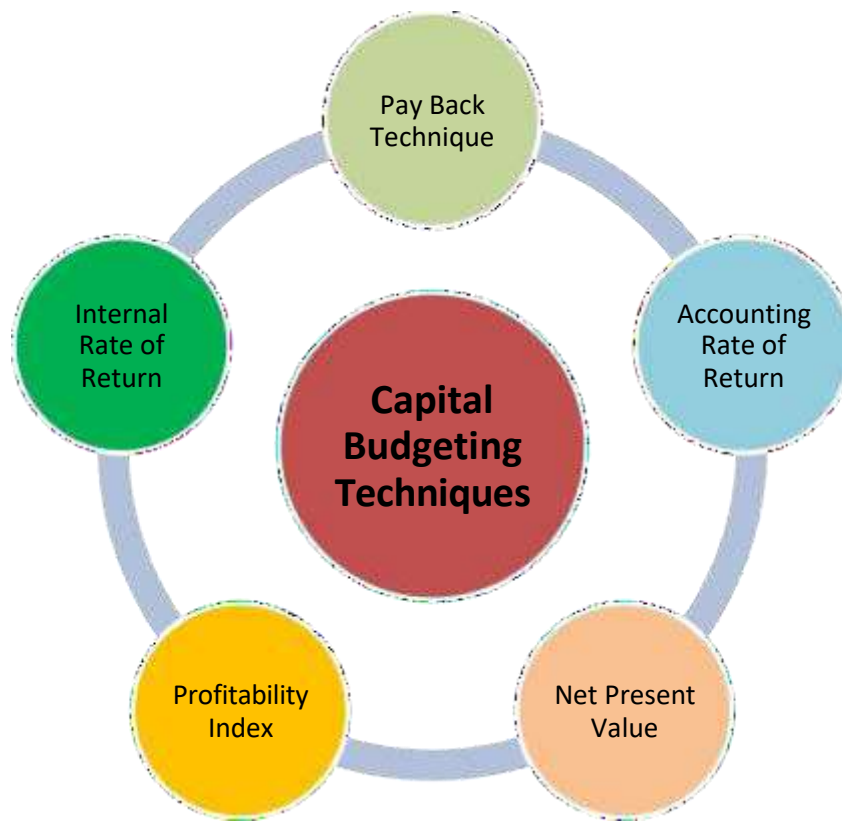 Pay Back
Technique
Internal
Rate of
Return
Accounting
Rate of
Return
Capital
Budgeting
Techniques
Profitability
Index
Net Present
Value